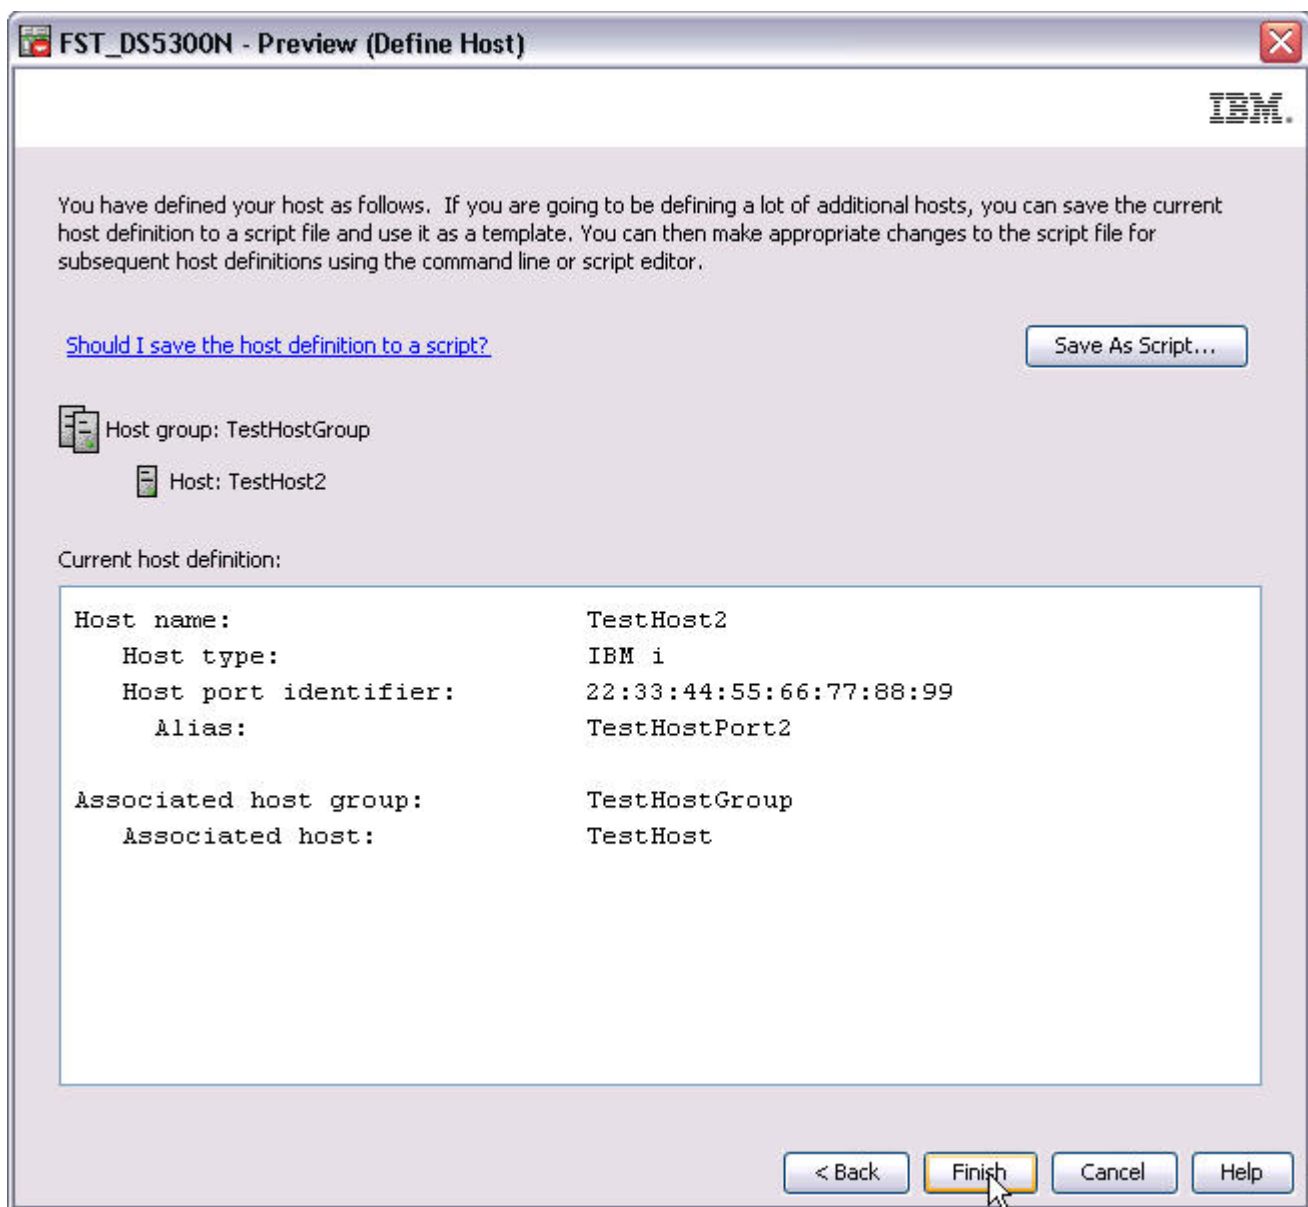 FST_DS5300N - Preview (Define Host)
IBM.
You have defined your host as follows.  If you are going to be defining a lot of additional hosts, you can save the current
host definition to a script file and use it as a template. You can then make appropriate changes to the script file for
subsequent host definitions using the command line or script editor.
Should I save the host definition to a script?
Save As Script...
Host group: TestHostGroup
Host: TestHost2
Current host definition:
Host name: TestHost2
Host type: IBM i
Host port identifier: 22:33:44:55:66:77:88:99
Alias: TestHostPort2
Associated host group: TestHostGroup
Associated host: TestHost
< Back Finish Cancel Help